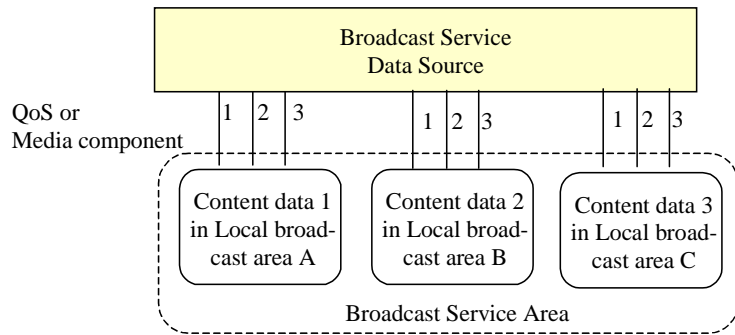 Broadcast Service
Data Source
QoS or
Media component
1 2 3
1 2 3
1 2 3
Content data 1
in Local broad-
cast area A
Content data 2
in Local broad-
cast area B
Content data 3
in Local broad-
cast area C
Broadcast Service Area